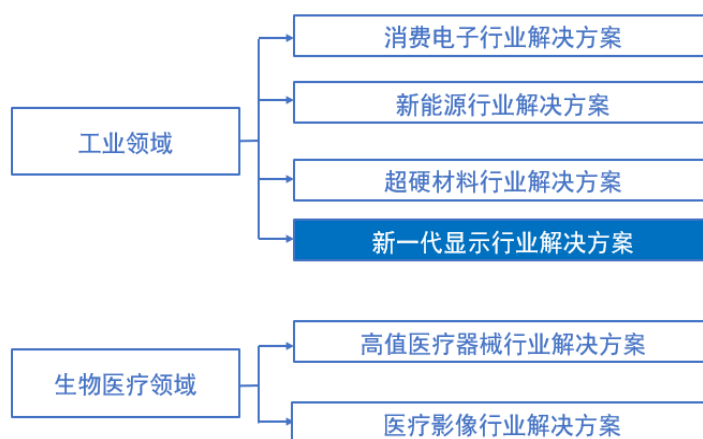 消费电子行业解决方案
新能源行业解决方案
工业领域
超硬材料行业解决方案
新一代显示行业解决方案
高值医疗器械行业解决方案
生物医疗领域
医疗影像行业解决方案